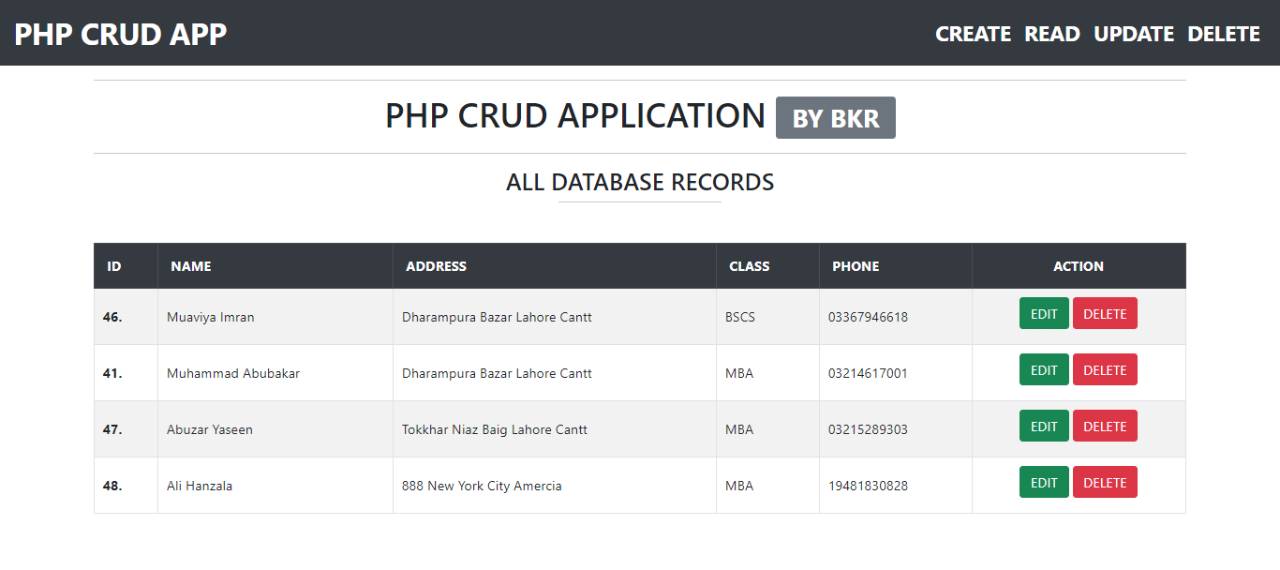 PHP CRUD APP CREATE READ UPDATE DELETE
PHP CRUD APPLICATION BY BKR
ALL DATABASE RECORDS
ID NAME ADDRESS CLASS PHONE ACTION
46. Muaviya Imran Dharampura Bazar Lahore Cantt BSCS 03367946618 EDIT DELETE
41. Muhammad Abubakar Dharampura Bazar Lahore Cantt MBA 03214617001 EDIT DELETE
47. Abuzar Yaseen Tokkhar Niaz Baig Lahore Cantt MBA 03215289303 EDIT DELETE
48. Ali Hanzala 888 New York City Amercia MBA 19481830828 EDIT DELETE